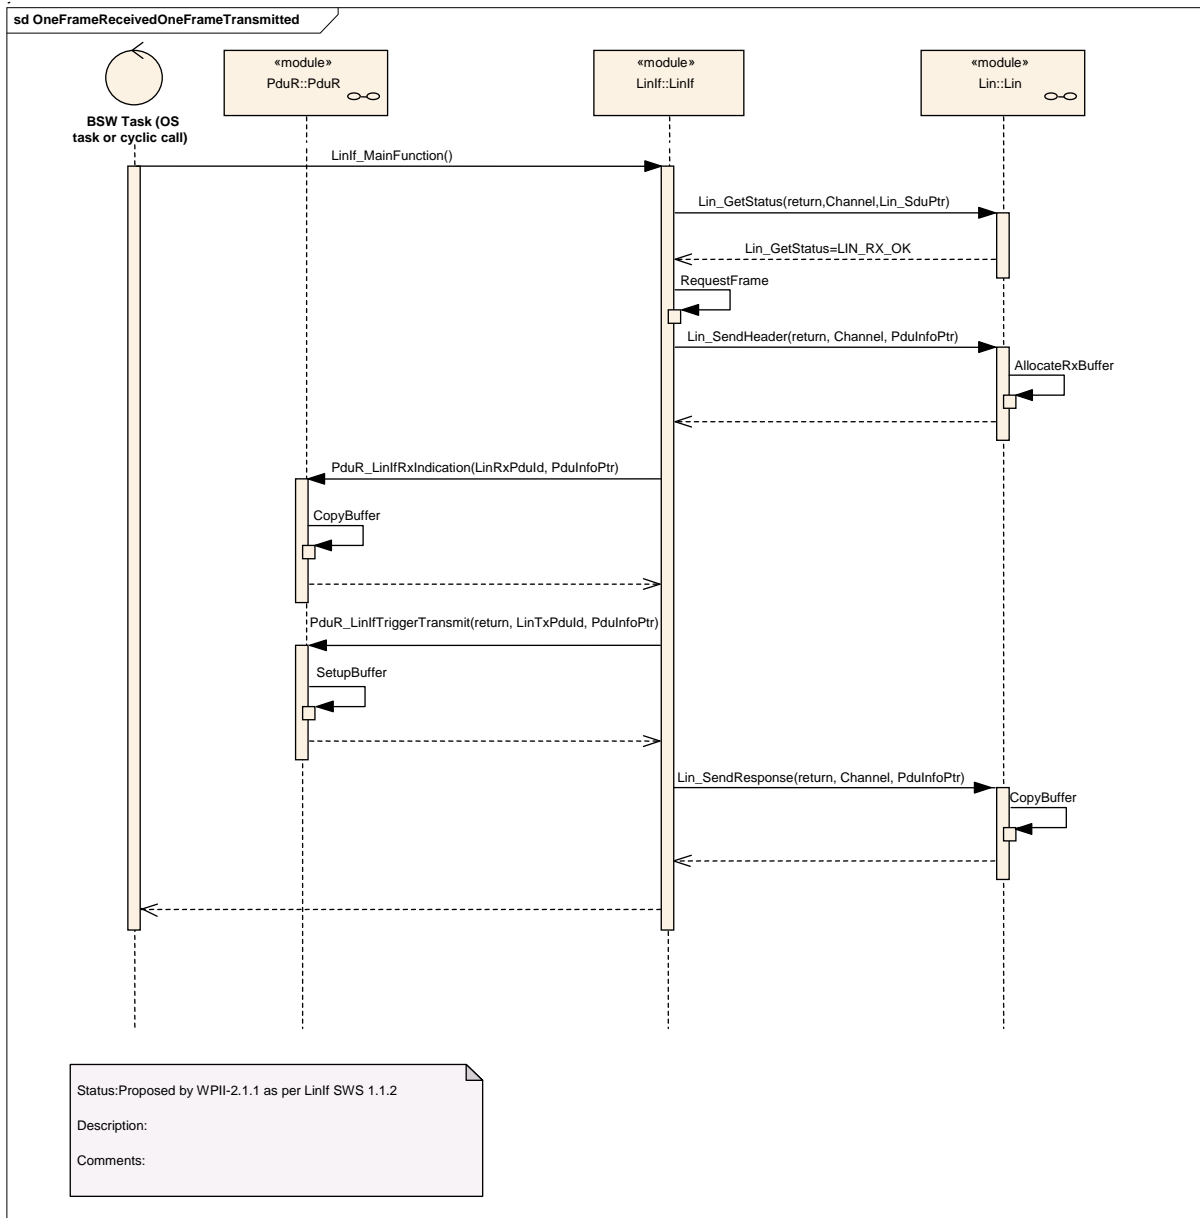 sd OneFrameReceivedOneFrameTransmitted
BSW Task (OS
task or cyclic call)
«module»
PduR::PduR
«module»
LinIf::LinIf
«module»
Lin::Lin
LinIf_MainFunction()
Lin_GetStatus(return,Channel,Lin_SduPtr)
Lin_GetStatus=LIN_RX_OK
RequestFrame
Lin_SendHeader(return, Channel, PduInfoPtr)
AllocateRxBuffer
PduR_LinIfRxIndication(LinRxPduId, PduInfoPtr)
CopyBuffer
PduR_LinIfTriggerTransmit(return, LinTxPduId, PduInfoPtr)
SetupBuffer
Lin_SendResponse(return, Channel, PduInfoPtr)
CopyBuffer
Status:Proposed by WPII-2.1.1 as per LinIf SWS 1.1.2
Description:
Comments: